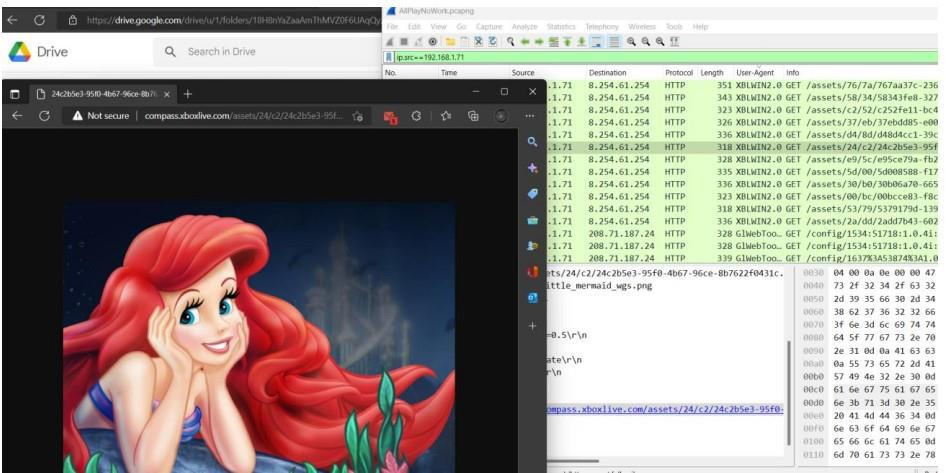 https://drive.google.com/drive/u/1/folders/
Drive
Search in Drive
AllPlayNoWork.pcapng
File Edit View Go Capture Analyze Statistics Telephony Wireless Tools Help
ip.src==192.168.1.71
No. Time Source Destination Protocol Length User-Agent Info
24c2b5e3-95f0-4b67-96ce-8b76
Not secure compass.xboxlive.com/assets/24/c2/24c2b5e3-95f...
.1.71 8.254.61.254 HTTP 351 XBLWIN2.0 GET /assets/76/7a/767aa37c-236
.1.71 8.254.61.254 HTTP 343 XBLWIN2.0 GET /assets/58/34/58343fe8-327
.1.71 8.254.61.254 HTTP 323 XBLWIN2.0 GET /assets/c2/52/c252fe11-bc4
.1.71 8.254.61.254 HTTP 326 XBLWIN2.0 GET /assets/37/eb/37ebdd85-e00
.1.71 8.254.61.254 HTTP 336 XBLWIN2.0 GET /assets/d4/8d/d48d4cc1-39c
.1.71 8.254.61.254 HTTP 318 XBLWIN2.0 GET /assets/24/c2/24c2b5e3-95f
.1.71 8.254.61.254 HTTP 328 XBLWIN2.0 GET /assets/e9/5c/e95ce79a-fb2
.1.71 8.254.61.254 HTTP 335 XBLWIN2.0 GET /assets/5d/00/5d008588-f17
.1.71 8.254.61.254 HTTP 336 XBLWIN2.0 GET /assets/30/b0/30b06a70-665
.1.71 8.254.61.254 HTTP 323 XBLWIN2.0 GET /assets/00/bc/00bcce83-f8c
.1.71 8.254.61.254 HTTP 318 XBLWIN2.0 GET /assets/53/79/5379179d-139
.1.71 8.254.61.254 HTTP 336 XBLWIN2.0 GET /assets/2a/dd/2add7b43-602
.1.71 208.71.187.24 HTTP 328 GlWebToo… GET /config/1534:51718:1.0.4i:
.1.71 208.71.187.24 HTTP 328 GlWebToo… GET /config/1534:51718:1.0.4i:
.1.71 208.71.187.24 HTTP 339 GlWebToo… GET /config/1637%3A53874%3A1.0
ets/24/c2/24c2b5e3-95f0-4b67-96ce-8b7622f0431c.
ittle_mermaid_wgs.png
=0.5\r\n
ate\r\n
r\n
ompass.xboxlive.com/assets/24/c2/24c2b5e3-95f0-
0030 04 00 0a 0e 00 00 47
0040 73 2f 32 34 2f 63 32
0050 2d 39 35 66 30 2d 34
0060 38 62 37 36 32 32 66
0070 3f 6e 3d 6c 69 74 74
0080 64 5f 77 67 73 2e 70
0090 2e 31 0d 0a 41 63 63
00a0 0a 55 73 65 72 2d 41
00b0 57 49 4e 32 2e 30 0d
00c0 61 6e 67 75 61 67 65
00d0 6e 3b 71 3d 30 2e 35
00e0 20 41 4d 44 36 34 0d
00f0 6e 63 6f 64 69 6e 67
0100 65 66 6c 61 74 65 0d
0110 6d 70 61 73 73 2e 78